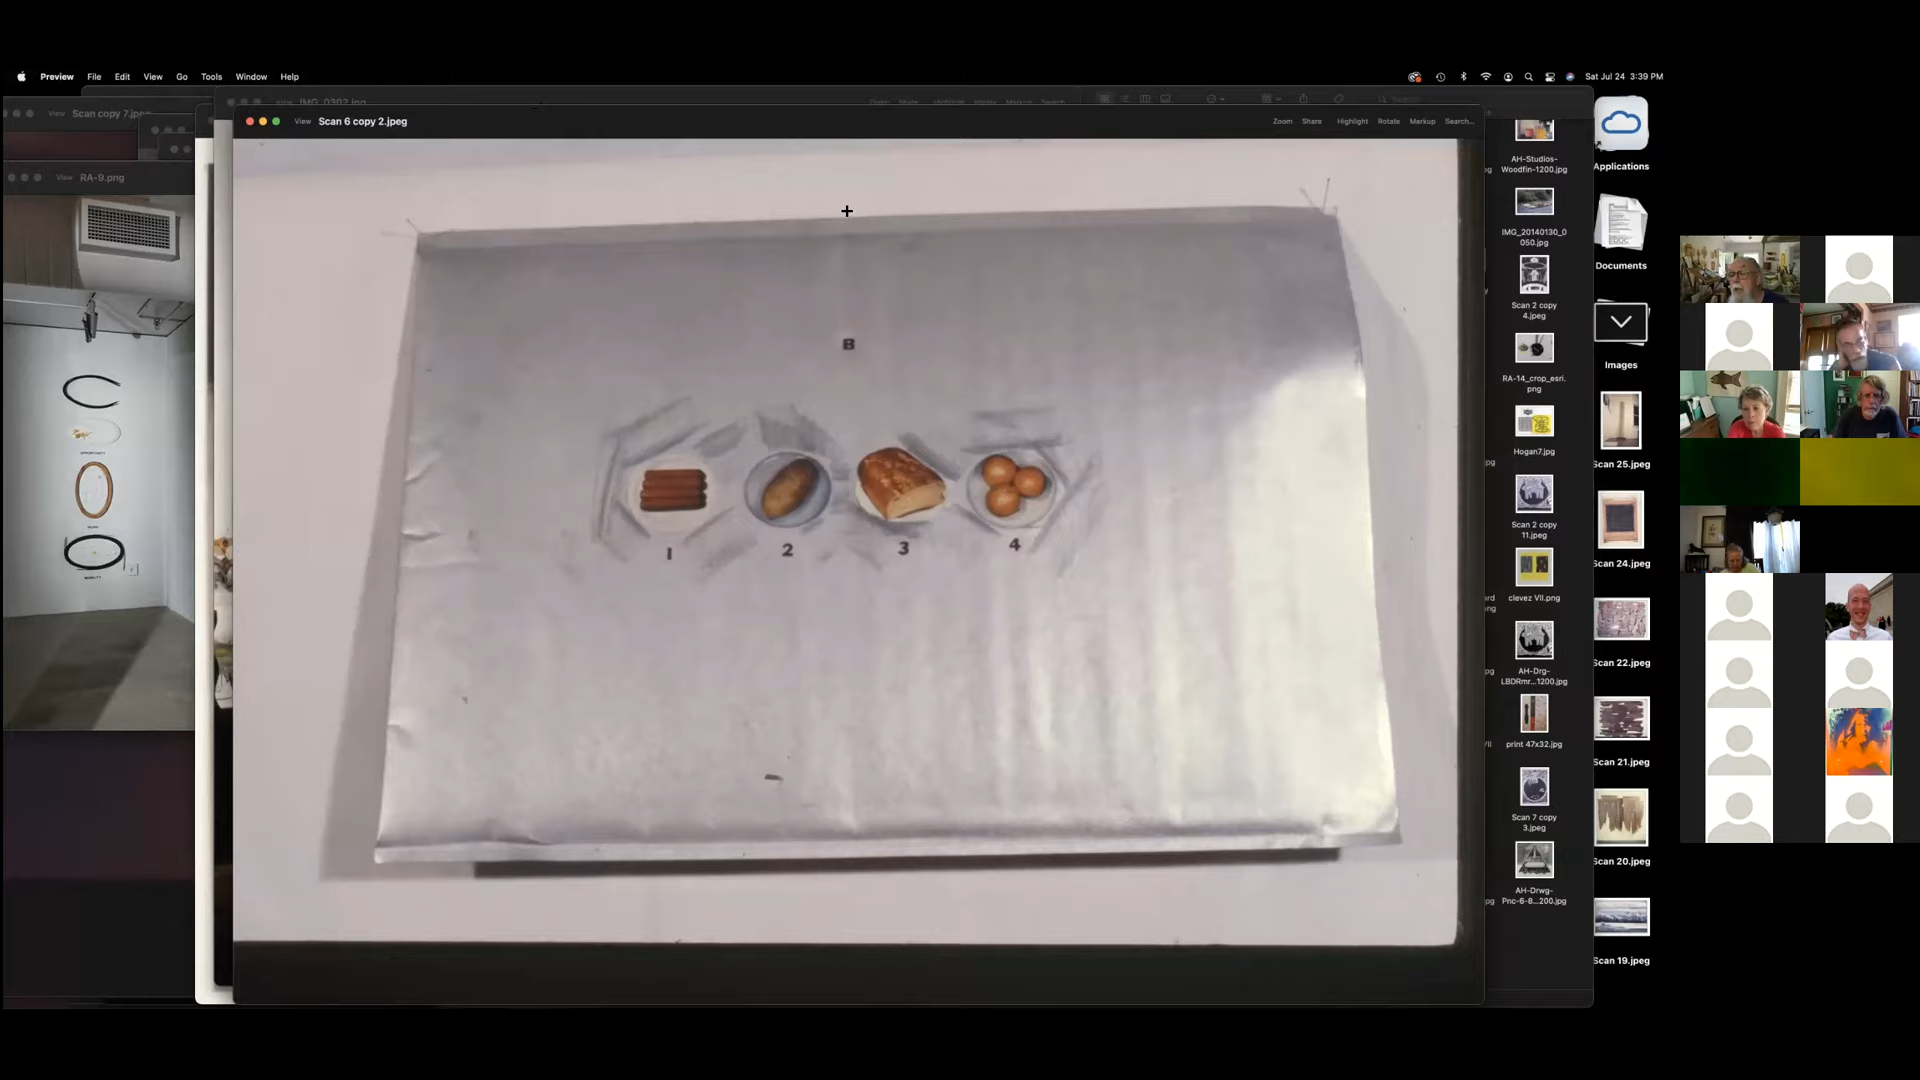 Preview File Edit View Go Tools Window Help
Sat Jul 24 3:39 PM
Scan copy 7.jpeg
IMG_0302.jpg
View Scan 6 copy 2.jpeg
Zoom Share Highlight Rotate Markup Search...
View RA-9.png
B
1 2 3 4
AH-Studios-
Woodfin-1200.jpg
IMG_20140130_0
050.jpg
Scan 2 copy
4.jpeg
RA-14_crop_esri.
png
Hogan7.jpg
Scan 2 copy
11.jpeg
clevez VII.png
AH-Drg-
LBDRmr...1200.jpg
print 47x32.jpg
Scan 7 copy
3.jpeg
AH-Drwg-
Pnc-6-8...200.jpg
Applications
Documents
Images
Scan 25.jpeg
Scan 24.jpeg
Scan 22.jpeg
Scan 21.jpeg
Scan 20.jpeg
Scan 19.jpeg